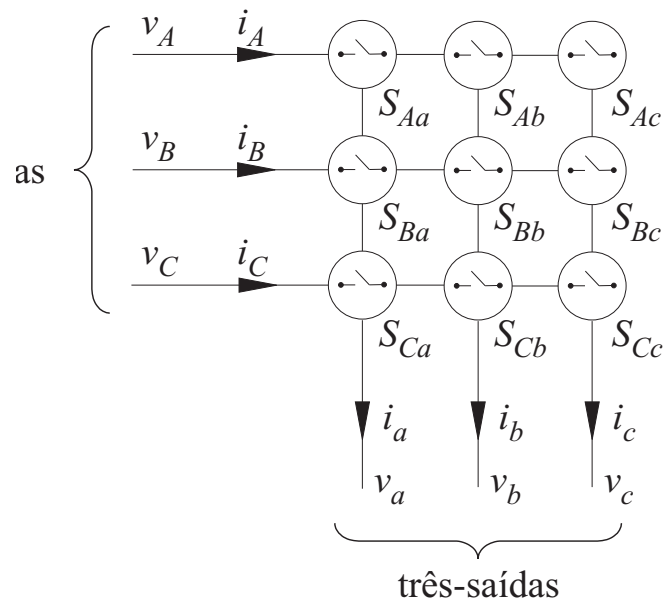 v_A i_A
S_Aa S_Ab S_Ac
v_B i_B
as
S_Ba S_Bb S_Bc
v_C i_C
S_Ca S_Cb S_Cc
i_a i_b i_c
v_a v_b v_c
três-saídas